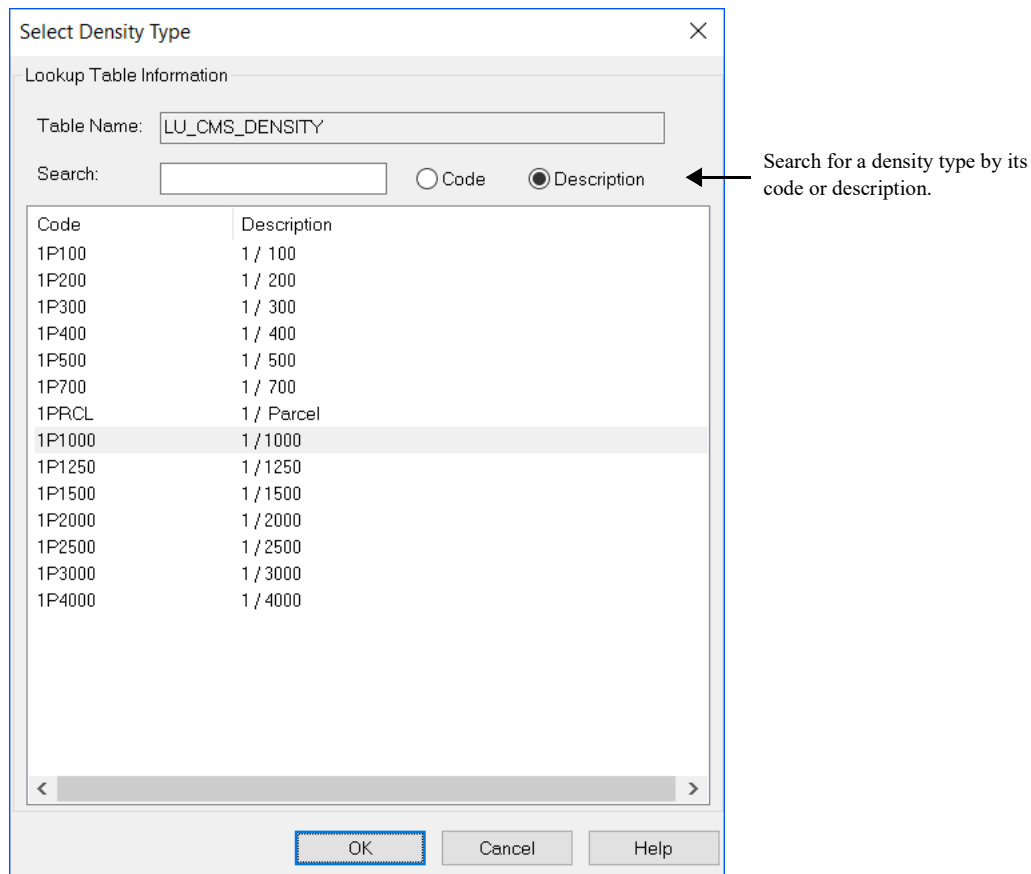 Select Density Type
Lookup Table Information
Table Name: LU_CMS_DENSITY
Search: Code Description
Search for a density type by its
code or description.
Code Description
1P100 1 / 100
1P200 1 / 200
1P300 1 / 300
1P400 1 / 400
1P500 1 / 500
1P700 1 / 700
1PRCL 1 / Parcel
1P1000 1 / 1000
1P1250 1 / 1250
1P1500 1 / 1500
1P2000 1 / 2000
1P2500 1 / 2500
1P3000 1 / 3000
1P4000 1 / 4000
OK Cancel Help